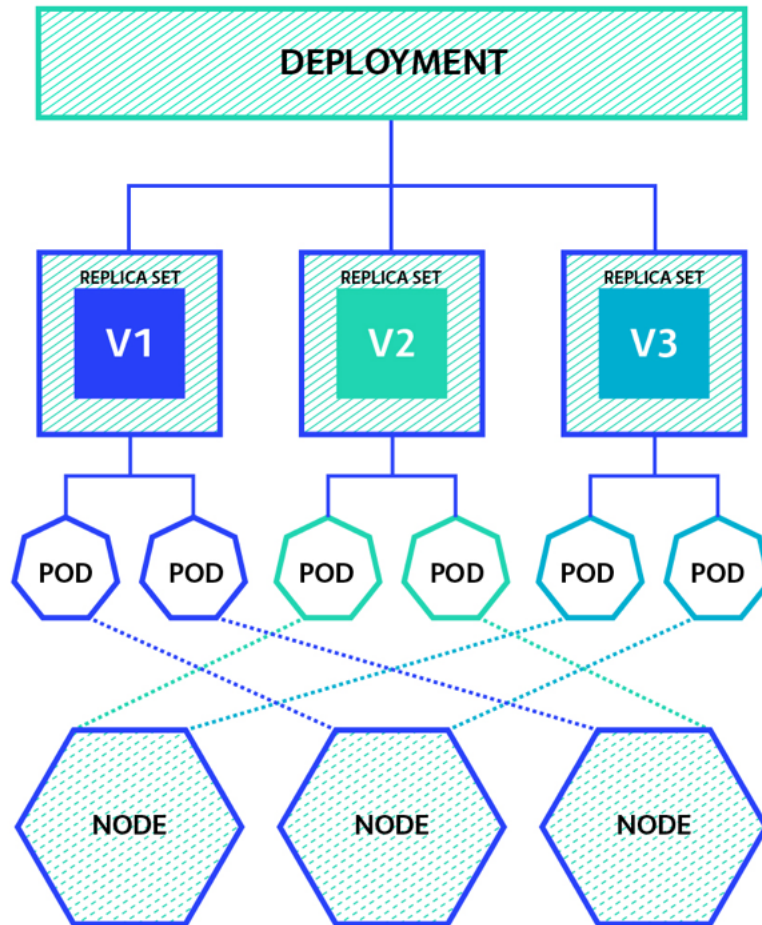 DEPLOYMENT
REPLICA SET
V1
REPLICA SET
V2
REPLICA SET
V3
POD
POD
POD
POD
POD
POD
NODE
NODE
NODE